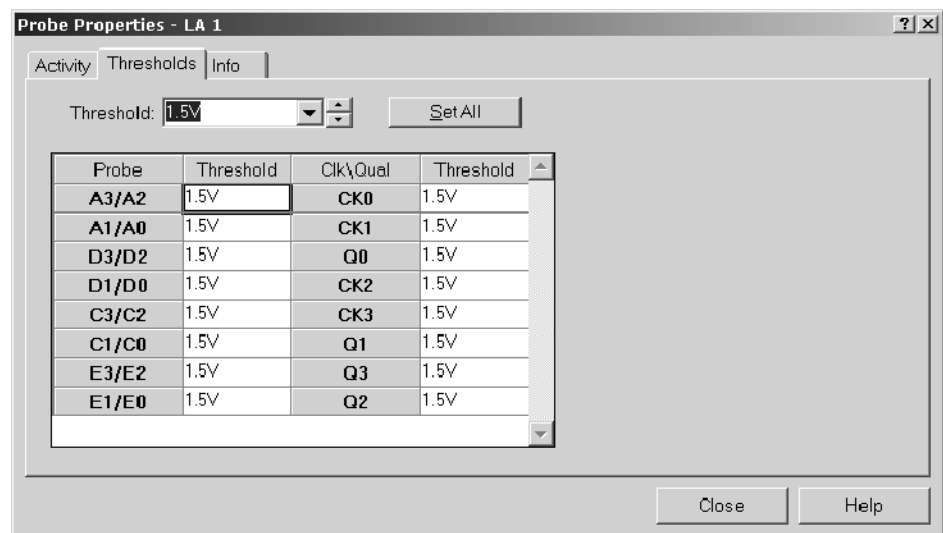 Probe Properties - LA 1
Activity Thresholds Info
Threshold: 1.5V Set All
Probe Threshold Clk\Qual Threshold
A3/A2 1.5V CK0 1.5V
A1/A0 1.5V CK1 1.5V
D3/D2 1.5V Q0 1.5V
D1/D0 1.5V CK2 1.5V
C3/C2 1.5V CK3 1.5V
C1/C0 1.5V Q1 1.5V
E3/E2 1.5V Q3 1.5V
E1/E0 1.5V Q2 1.5V
Close Help